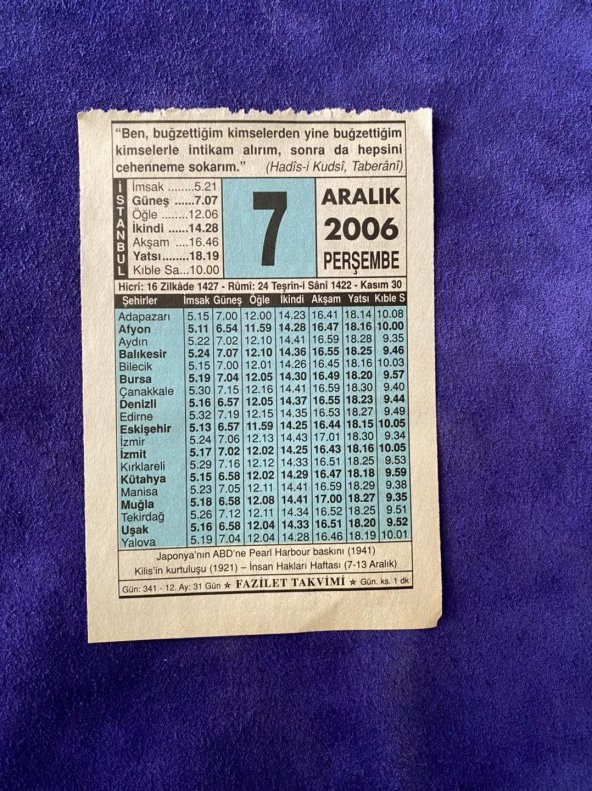 “Ben, buğzettiğim kimselerden yine buğzettiğim
kimselerle intikam alırım, sonra da hepsini
cehenneme sokarım.” (Hadîs-i Kudsî, Taberânî)
İSTANBUL
İmsak ........5.21
Güneş ......7.07
Öğle ........12.06
İkindi ......14.28
Akşam ....16.46
Yatsı.......18.19
Kıble Sa...10.00
7
ARALIK
2006
PERŞEMBE
Hicrî: 16 Zilkâde 1427 - Rûmî: 24 Teşrîn-i Sânî 1422 - Kasım 30
Şehirler İmsak Güneş Öğle İkindi Akşam Yatsı Kıble S
Adapazarı 5.15 7.00 12.00 14.23 16.41 18.14 10.08
Afyon 5.11 6.54 11.59 14.28 16.47 18.16 10.00
Aydın 5.22 7.02 12.10 14.41 16.59 18.28 9.35
Balıkesir 5.24 7.07 12.10 14.36 16.55 18.25 9.46
Bilecik 5.15 7.00 12.01 14.26 16.45 18.16 10.03
Bursa 5.19 7.04 12.05 14.30 16.49 18.20 9.57
Çanakkale 5.30 7.15 12.16 14.41 16.59 18.30 9.40
Denizli 5.16 6.57 12.05 14.37 16.55 18.23 9.44
Edirne 5.32 7.19 12.15 14.35 16.53 18.27 9.49
Eskişehir 5.13 6.57 11.59 14.25 16.44 18.15 10.05
İzmir 5.24 7.06 12.13 14.43 17.01 18.30 9.34
İzmit 5.17 7.02 12.02 14.25 16.43 18.16 10.05
Kırklareli 5.29 7.16 12.12 14.33 16.51 18.25 9.53
Kütahya 5.15 6.58 12.02 14.29 16.47 18.18 9.59
Manisa 5.23 7.05 12.11 14.41 16.59 18.29 9.38
Muğla 5.18 6.58 12.08 14.41 17.00 18.27 9.35
Tekirdağ 5.26 7.12 12.11 14.34 16.52 18.25 9.51
Uşak 5.16 6.58 12.04 14.33 16.51 18.20 9.52
Yalova 5.19 7.04 12.04 14.28 16.46 18.19 10.01
Japonya’nın ABD’ne Pearl Harbour baskını (1941)
Kilis’in kurtuluşu (1921) – İnsan Hakları Haftası (7-13 Aralık)
Gün: 341 - 12. Ay: 31 Gün ★ FAZİLET TAKVİMİ ★ Gün. ks. 1 dk